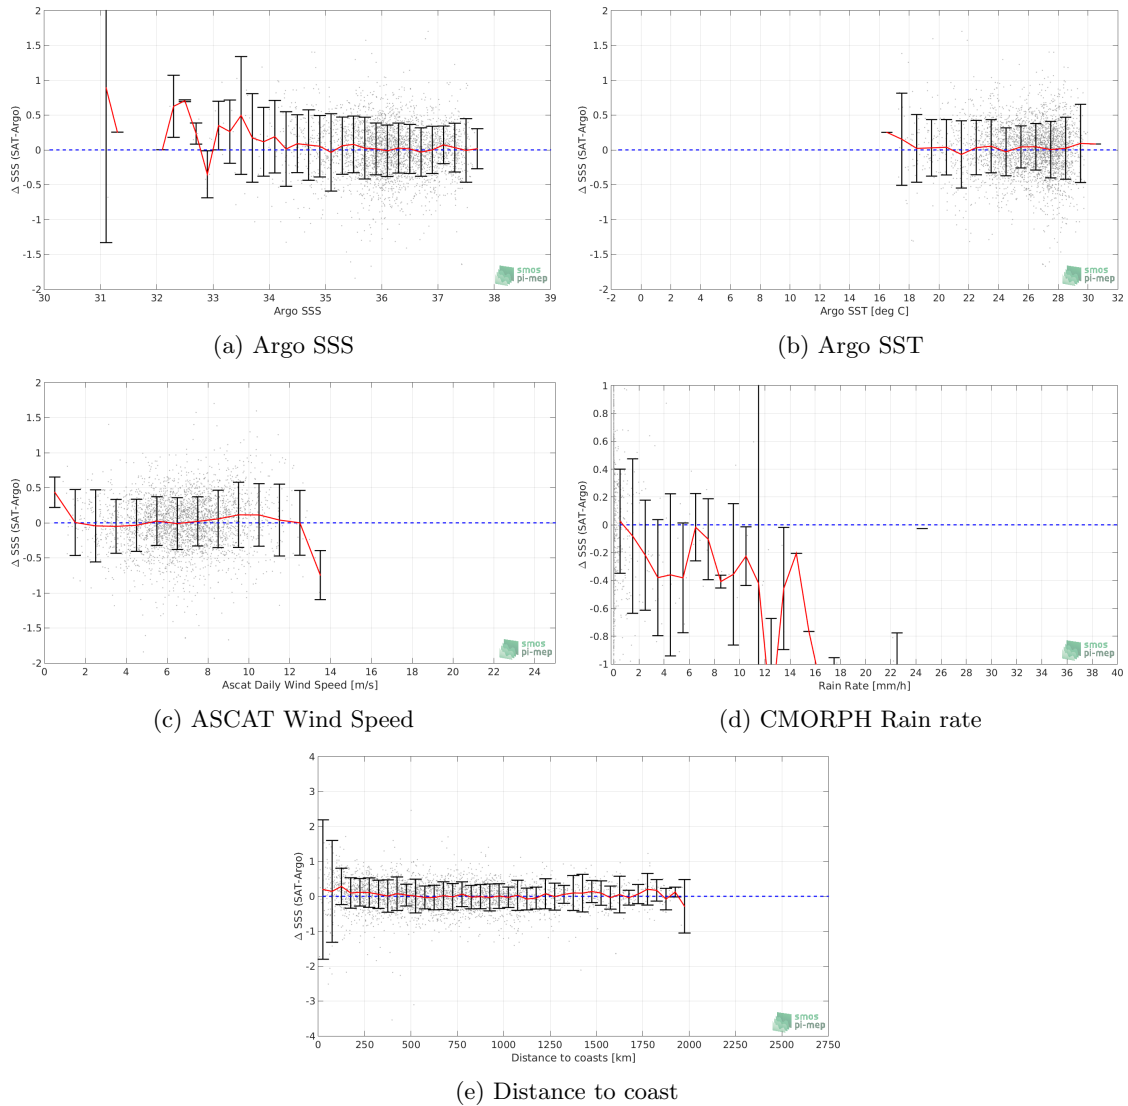 2
1.5
1
0.5
0
-0.5
-1
-1.5
-2
Δ SSS (SAT-Argo)
30 31 32 33 34 35 36 37 38 39
Argo SSS
smos
pi-mep
(a) Argo SSS
2
1.5
1
0.5
0
-0.5
-1
-1.5
-2
Δ SSS (SAT-Argo)
-2 0 2 4 6 8 10 12 14 16 18 20 22 24 26 28 30 32
Argo SST [deg C]
smos
pi-mep
(b) Argo SST
2
1.5
1
0.5
0
-0.5
-1
-1.5
-2
Δ SSS (SAT-Argo)
0 2 4 6 8 10 12 14 16 18 20 22 24
Ascat Daily Wind Speed [m/s]
smos
pi-mep
(c) ASCAT Wind Speed
1
0.8
0.6
0.4
0.2
0
-0.2
-0.4
-0.6
-0.8
-1
Δ SSS (SAT-Argo)
0 2 4 6 8 10 12 14 16 18 20 22 24 26 28 30 32 34 36 38 40
Rain Rate [mm/h]
smos
pi-mep
(d) CMORPH Rain rate
4
3
2
1
0
-1
-2
-3
-4
Δ SSS (SAT-Argo)
0 250 500 750 1000 1250 1500 1750 2000 2250 2500 2750
Distance to coasts [km]
smos
pi-mep
(e) Distance to coast